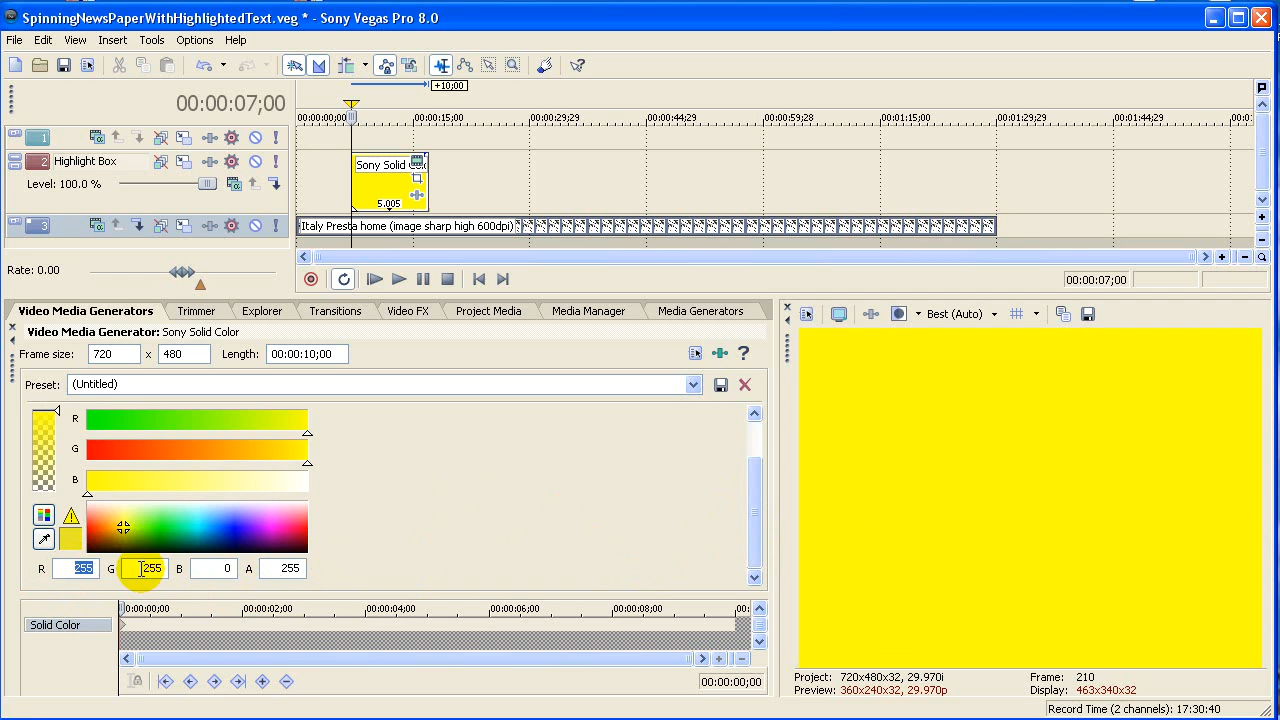 SpinningNewsPaperWithHighlightedText.veg * - Sony Vegas Pro 8.0
File Edit View Insert Tools Options Help
+10;00
00:00:07;00
00:00:00;00 00:00:15;00 00:00:29;29 00:00:44;29 00:00:59;28 00:01:15;00 00:01:29;29 00:01:44;29
1
2 Highlight Box
Sony Solid
Level: 100.0 %
5.005
3
Italy Presta home (image sharp high 600dpi)
Rate: 0.00
00:00:07;00
Video Media Generators Trimmer Explorer Transitions Video FX Project Media Media Manager Media Generators
Video Media Generator: Sony Solid Color
Best (Auto)
Frame size: 720 x 480 Length: 00:00:10;00
Preset: (Untitled)
R
G
B
R 255 G 255 B 0 A 255
00:00:00;00 00:00:02;00 00:00:04;00 00:00:06;00 00:00:08;00
Solid Color
00:00:00;00
Project: 720x480x32, 29.970i Frame: 210
Preview: 360x240x32, 29.970p Display: 463x340x32
Record Time (2 channels): 17:30:40